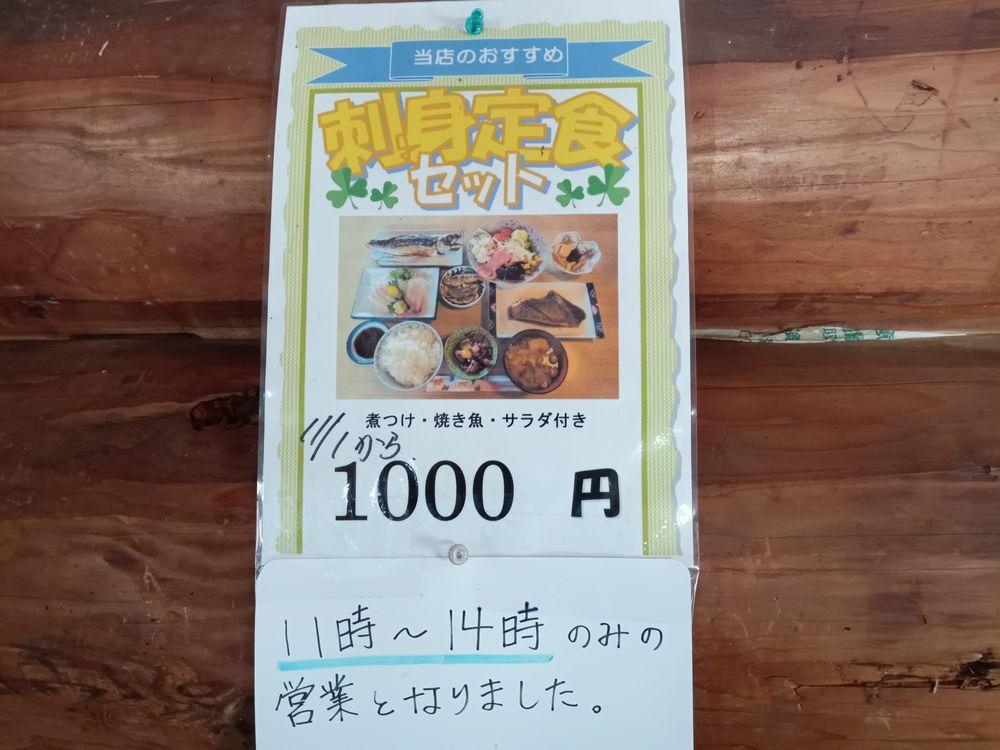 当店のおすすめ
刺身定食
セット
煮つけ・焼き魚・サラダ付き
11/1から
1000 円
11時～14時のみの
営業となりました。